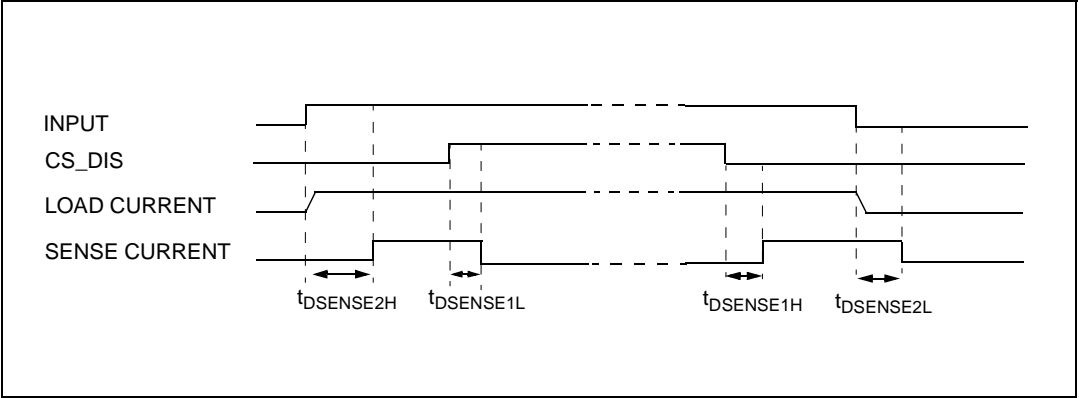 INPUT
CS_DIS
LOAD CURRENT
SENSE CURRENT
tDSENSE2H tDSENSE1L tDSENSE1H tDSENSE2L